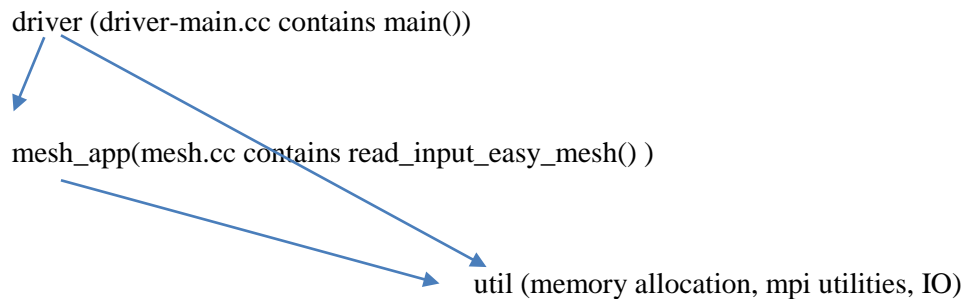 driver (driver-main.cc contains main())
mesh_app(mesh.cc contains read_input_easy_mesh() )
util (memory allocation, mpi utilities, IO)